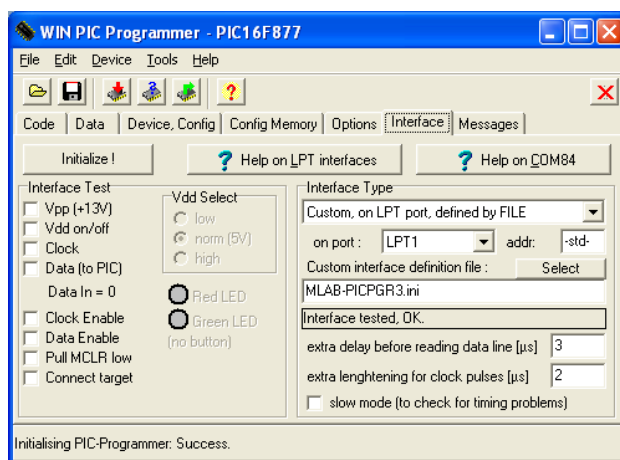 WIN PIC Programmer - PIC16F877
File Edit Device Tools Help
Code Data Device, Config Config Memory Options Interface Messages
Initialize !
? Help on LPT interfaces
? Help on COM84
Interface Test
Vpp (+13V)
Vdd on/off
Clock
Data (to PIC)
Data In = 0
Clock Enable
Data Enable
Pull MCLR low
Connect target
Vdd Select
low
norm (5V)
high
Red LED
Green LED
(no button)
Interface Type
Custom, on LPT port, defined by FILE
on port : LPT1 addr: -std-
Custom interface definition file : Select
MLAB-PICPGR3.ini
Interface tested, OK.
extra delay before reading data line [µs] 3
extra lenghtening for clock pulses [µs] 2
slow mode (to check for timing problems)
Initialising PIC-Programmer: Success.